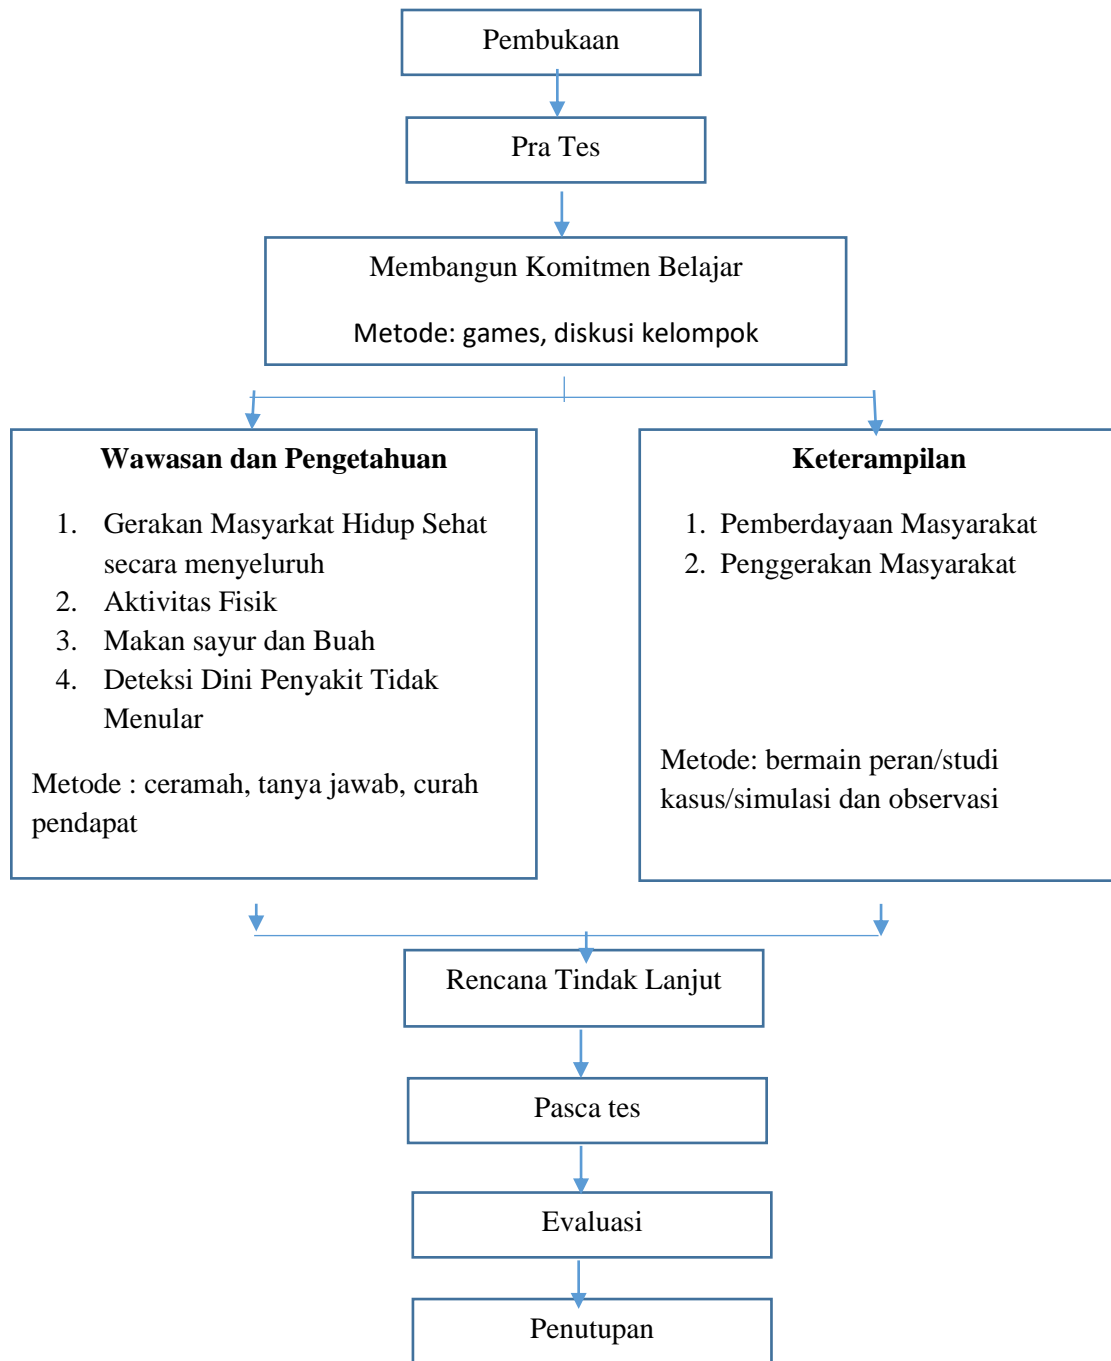 Pembukaan
Pra Tes
Membangun Komitmen Belajar
Metode: games, diskusi kelompok
Wawasan dan Pengetahuan
1. Gerakan Masyarkat Hidup Sehat
secara menyeluruh
2. Aktivitas Fisik
3. Makan sayur dan Buah
4. Deteksi Dini Penyakit Tidak
Menular
Metode : ceramah, tanya jawab, curah
pendapat
Keterampilan
1. Pemberdayaan Masyarakat
2. Penggerakan Masyarakat
Metode: bermain peran/studi
kasus/simulasi dan observasi
Rencana Tindak Lanjut
Pasca tes
Evaluasi
Penutupan